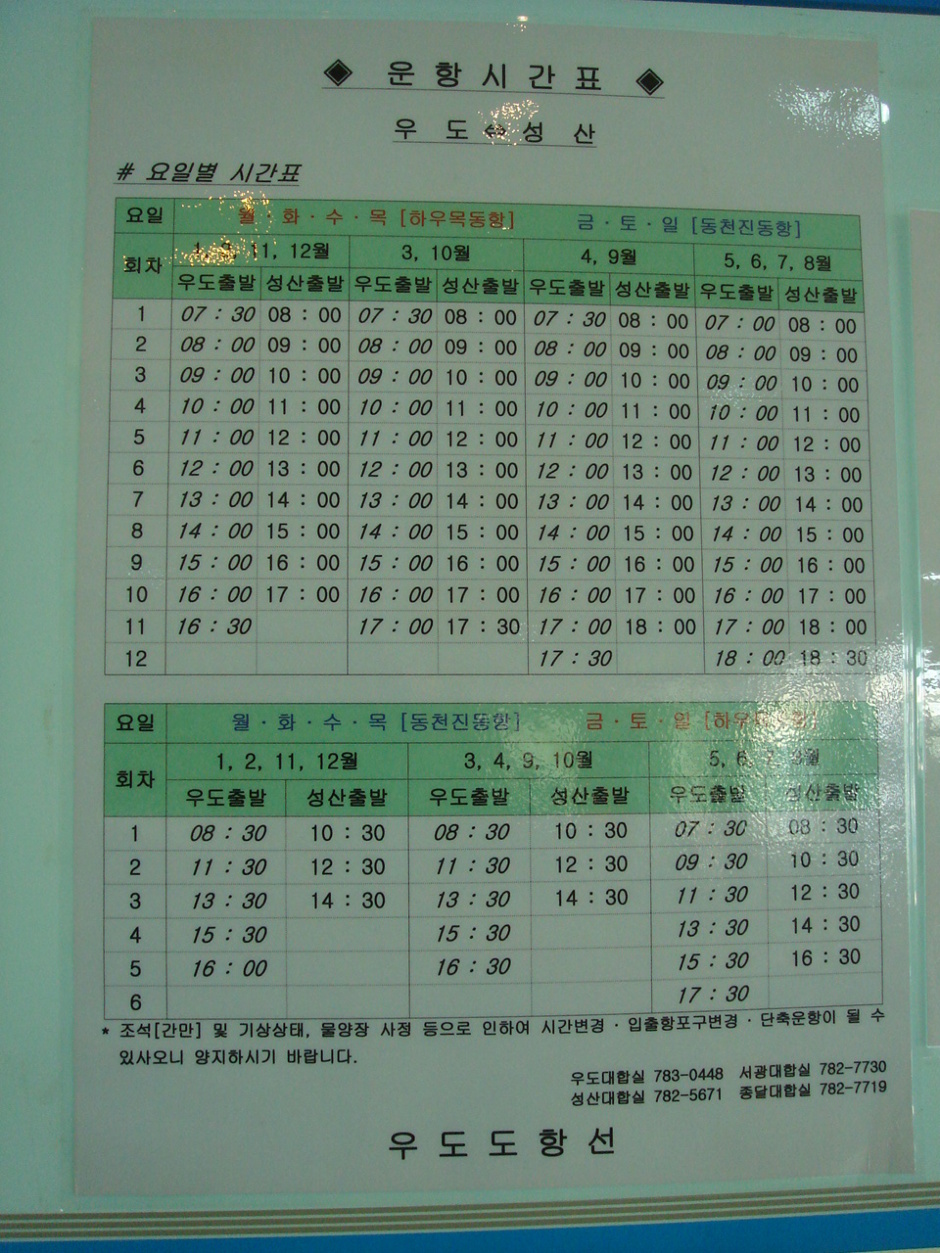 ◈ 운 항 시 간 표 ◈
우 도 ⇔ 성 산
# 요일별 시간표
요일 월 · 화 · 수 · 목 [하우목동항] 금 · 토 · 일 [동천진동항]
회차 1, 2, 11, 12월 3, 10월 4, 9월 5, 6, 7, 8월
우도출발 성산출발 우도출발 성산출발 우도출발 성산출발 우도출발 성산출발
1 07 : 30 08 : 00 07 : 30 08 : 00 07 : 30 08 : 00 07 : 00 08 : 00
2 08 : 00 09 : 00 08 : 00 09 : 00 08 : 00 09 : 00 08 : 00 09 : 00
3 09 : 00 10 : 00 09 : 00 10 : 00 09 : 00 10 : 00 09 : 00 10 : 00
4 10 : 00 11 : 00 10 : 00 11 : 00 10 : 00 11 : 00 10 : 00 11 : 00
5 11 : 00 12 : 00 11 : 00 12 : 00 11 : 00 12 : 00 11 : 00 12 : 00
6 12 : 00 13 : 00 12 : 00 13 : 00 12 : 00 13 : 00 12 : 00 13 : 00
7 13 : 00 14 : 00 13 : 00 14 : 00 13 : 00 14 : 00 13 : 00 14 : 00
8 14 : 00 15 : 00 14 : 00 15 : 00 14 : 00 15 : 00 14 : 00 15 : 00
9 15 : 00 16 : 00 15 : 00 16 : 00 15 : 00 16 : 00 15 : 00 16 : 00
10 16 : 00 17 : 00 16 : 00 17 : 00 16 : 00 17 : 00 16 : 00 17 : 00
11 16 : 30 17 : 00 17 : 30 17 : 00 18 : 00 17 : 00 18 : 00
12 17 : 30 18 : 00 18 : 30
요일 월 · 화 · 수 · 목 [동천진동항] 금 · 토 · 일 [하우목동항]
회차 1, 2, 11, 12월 3, 4, 9, 10월 5, 6, 7, 8월
우도출발 성산출발 우도출발 성산출발 우도출발 성산출발
1 08 : 30 10 : 30 08 : 30 10 : 30 07 : 30 08 : 30
2 11 : 30 12 : 30 11 : 30 12 : 30 09 : 30 10 : 30
3 13 : 30 14 : 30 13 : 30 14 : 30 11 : 30 12 : 30
4 15 : 30 15 : 30 13 : 30 14 : 30
5 16 : 00 16 : 30 15 : 30 16 : 30
6 17 : 30
* 조석[간만] 및 기상상태, 물양장 사정 등으로 인하여 시간변경 · 입출항포구변경 · 단축운항이 될 수
있사오니 양지하시기 바랍니다.
우도대합실 783-0448 서광대합실 782-7730
성산대합실 782-5671 종달대합실 782-7719
우 도 도 항 선